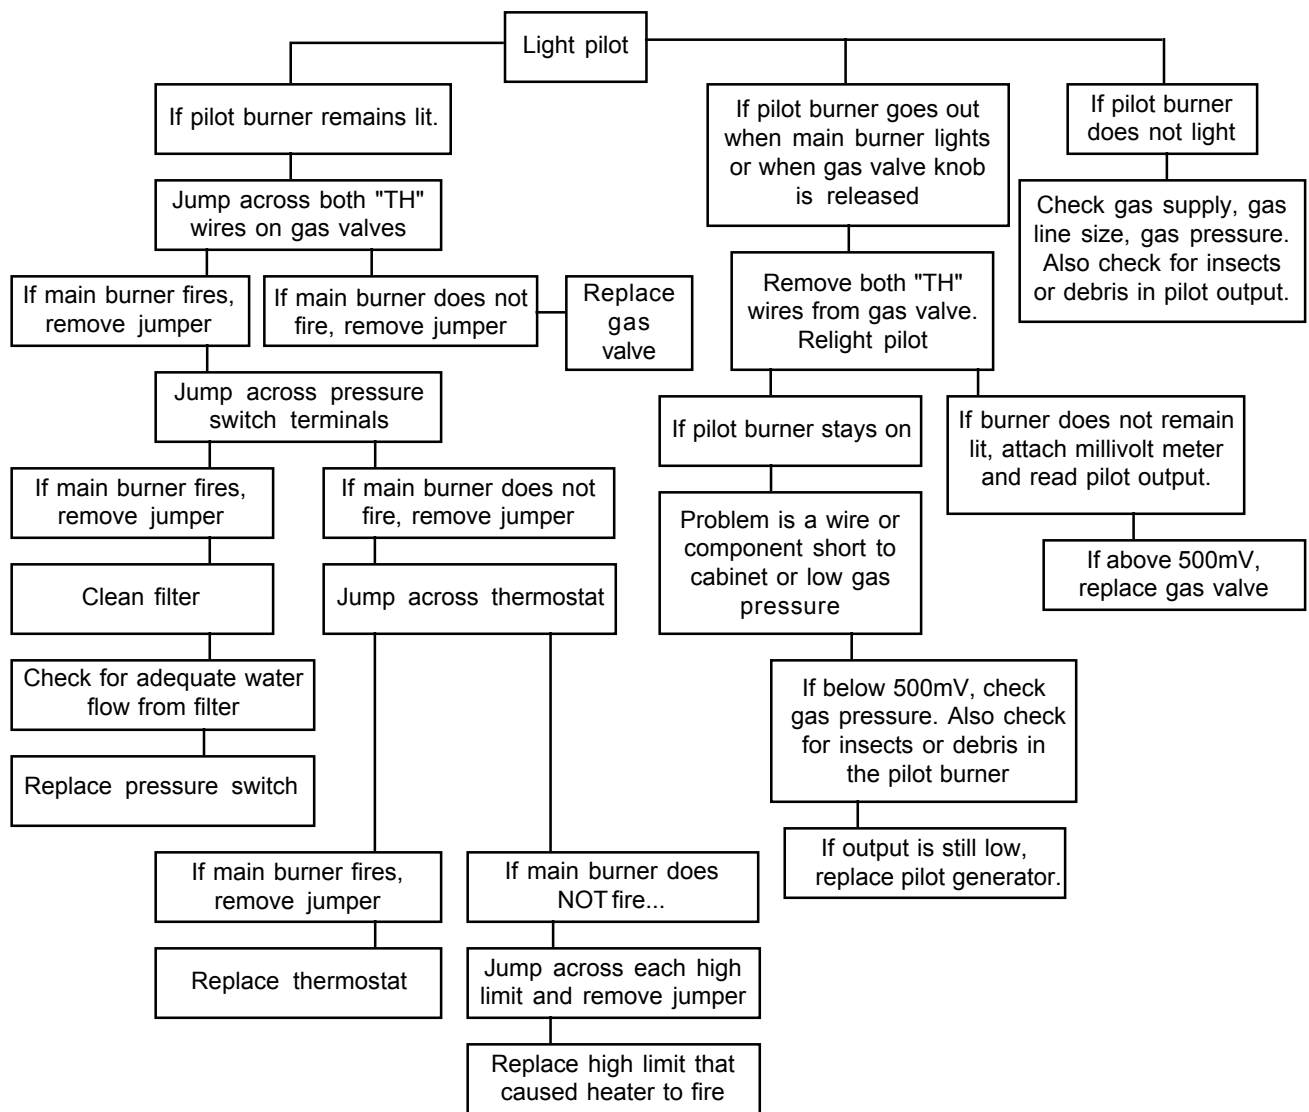 Light pilot
If pilot burner remains lit.
If pilot burner goes out
when main burner lights
or when gas valve knob
is released
If pilot burner
does not light
Jump across both "TH"
wires on gas valves
Check gas supply, gas
line size, gas pressure.
Also check for insects
or debris in pilot output.
If main burner fires,
remove jumper
If main burner does not
fire, remove jumper
Replace
gas
valve
Remove both "TH"
wires from gas valve.
Relight pilot
Jump across pressure
switch terminals
If pilot burner stays on
If burner does not remain
lit, attach millivolt meter
and read pilot output.
If main burner fires,
remove jumper
If main burner does not
fire, remove jumper
Problem is a wire or
component short to
cabinet or low gas
pressure
If above 500mV,
replace gas valve
Clean filter
Jump across thermostat
Check for adequate water
flow from filter
If below 500mV, check
gas pressure. Also check
for insects or debris in
the pilot burner
Replace pressure switch
If output is still low,
replace pilot generator.
If main burner fires,
remove jumper
If main burner does
NOT fire...
Replace thermostat
Jump across each high
limit and remove jumper
Replace high limit that
caused heater to fire